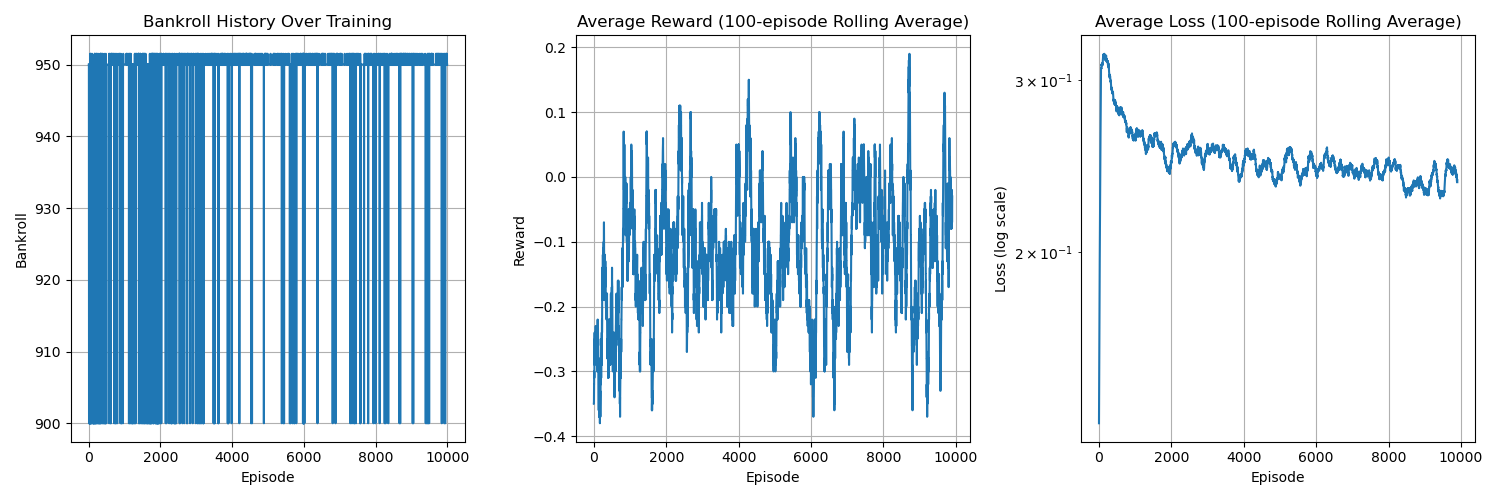 Bankroll History Over Training
Bankroll
950
940
930
920
910
900
0 2000 4000 6000 8000 10000
Episode
Average Reward (100-episode Rolling Average)
Reward
0.2
0.1
0.0
−0.1
−0.2
−0.3
−0.4
0 2000 4000 6000 8000 10000
Episode
Average Loss (100-episode Rolling Average)
Loss (log scale)
3 × 10⁻¹
2 × 10⁻¹
0 2000 4000 6000 8000 10000
Episode